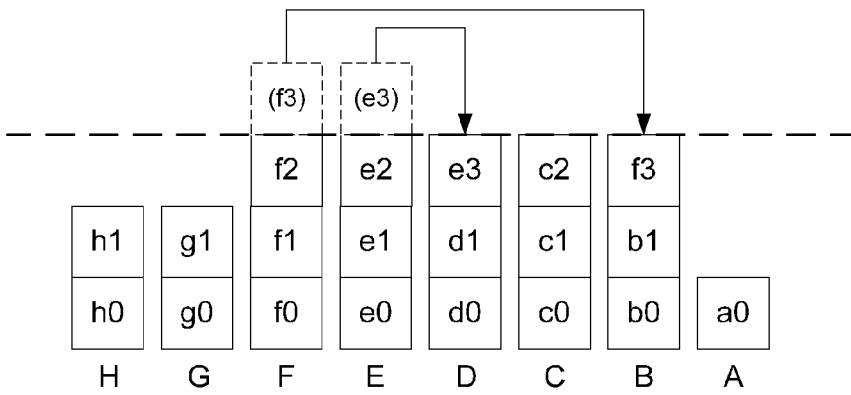 (f3) (e3)
f2 e2 e3 c2 f3
h1 g1 f1 e1 d1 c1 b1
h0 g0 f0 e0 d0 c0 b0 a0
H G F E D C B A